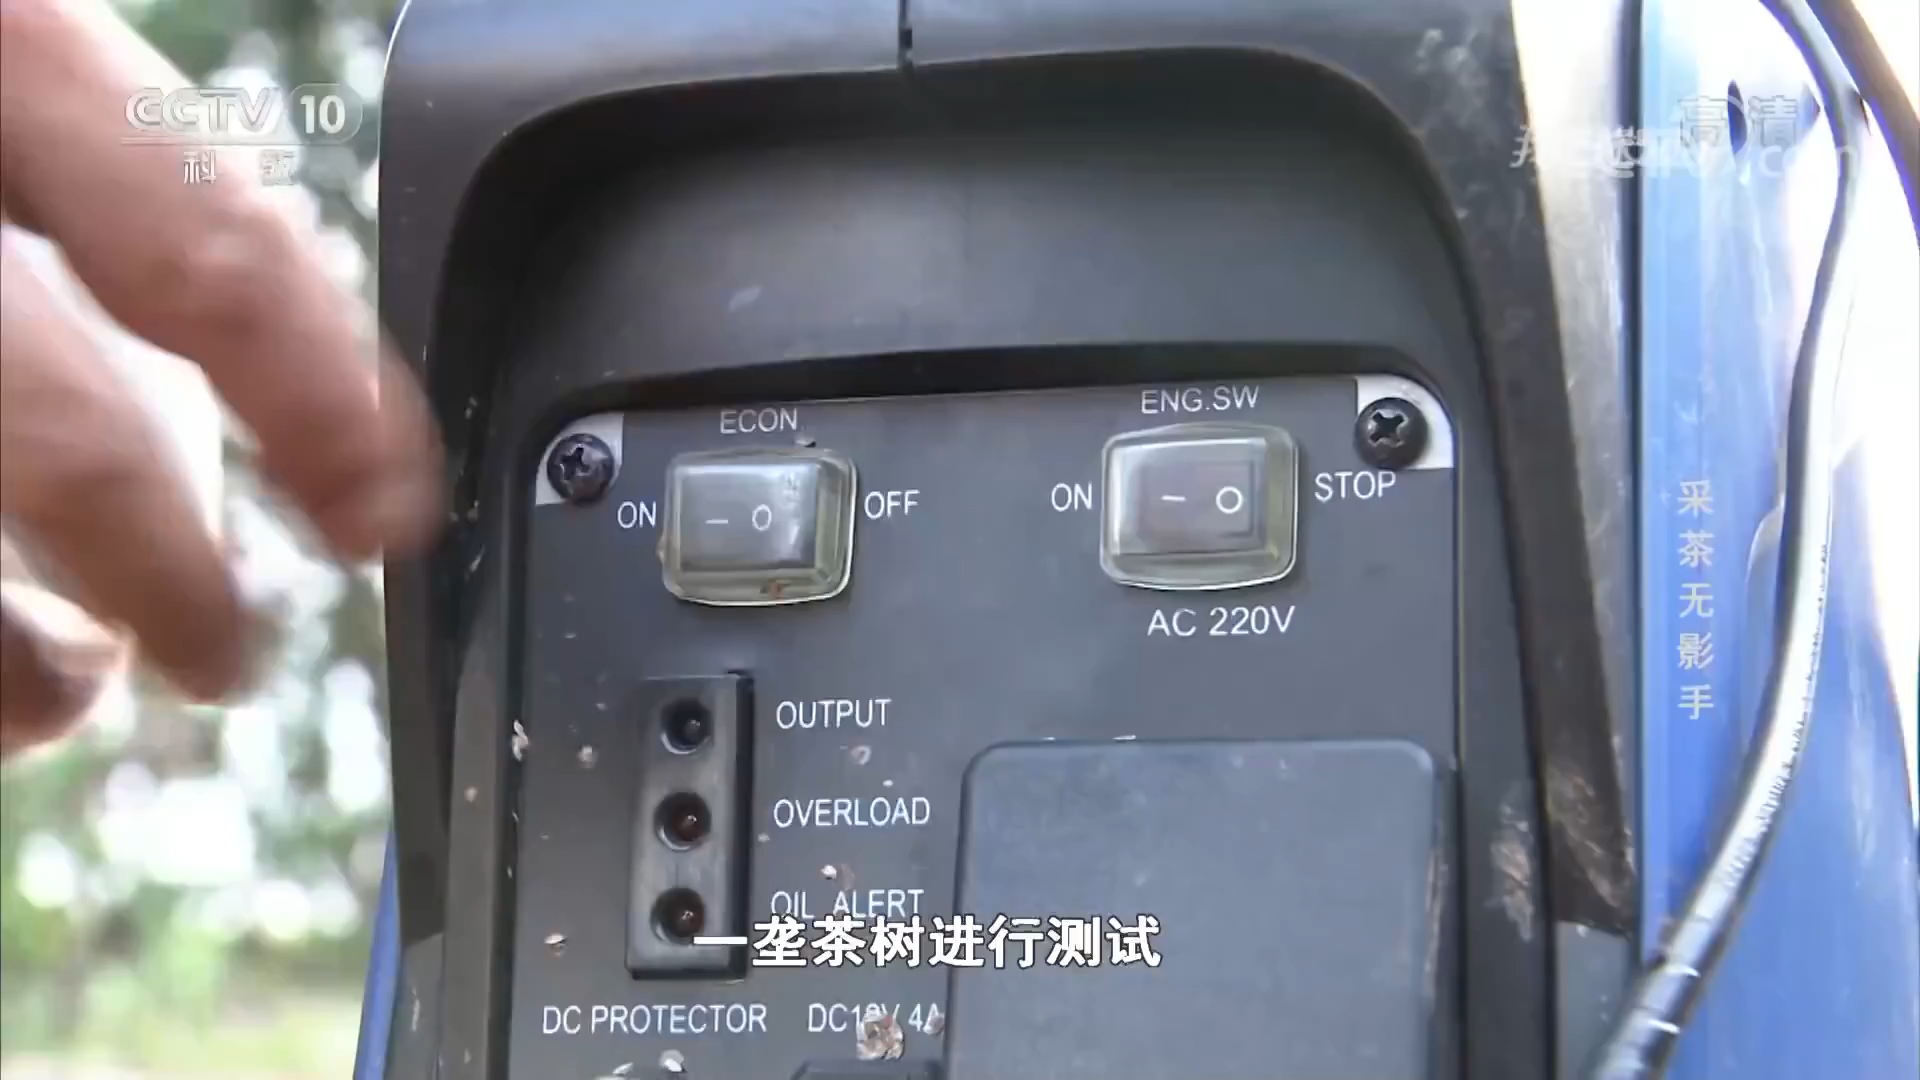 CCTV 10
科 教
高清
ECON
ENG.SW
ON
OFF
ON
STOP
AC 220V
OUTPUT
OVERLOAD
OIL ALERT
一垄茶树进行测试
DC PROTECTOR
4A
采茶无影手